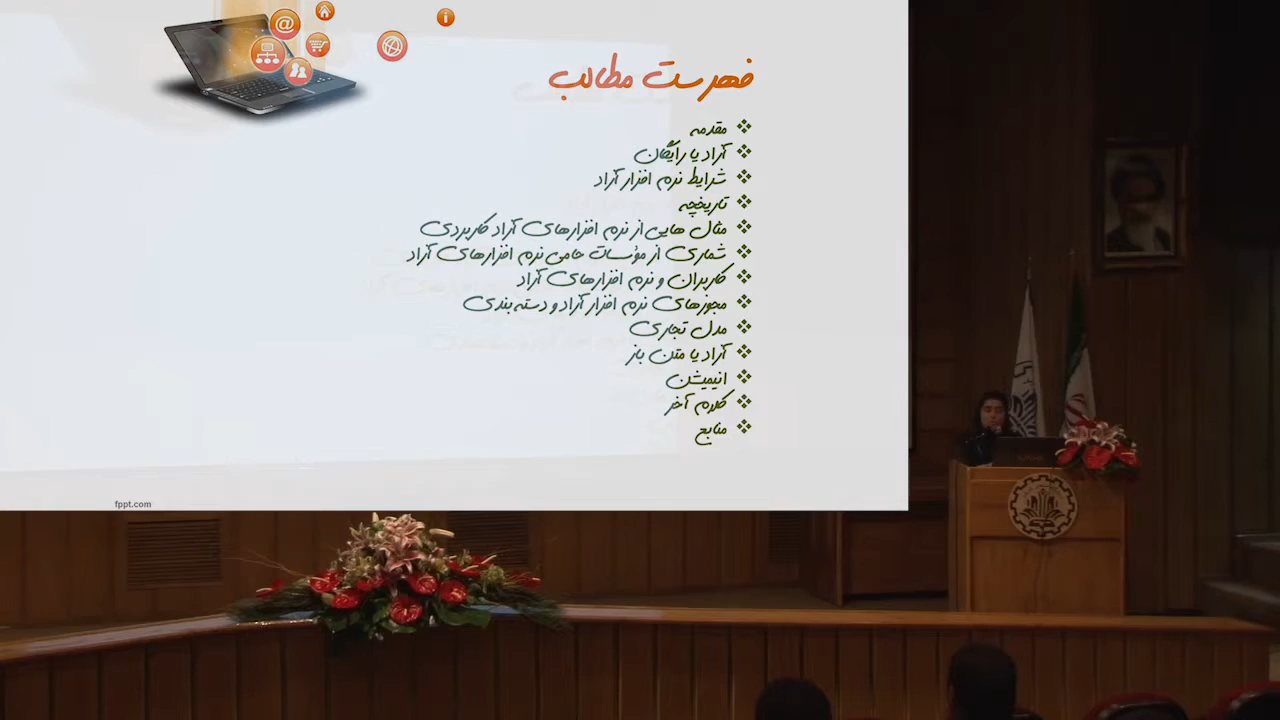 فهرست مطالب
مقدمه
آزاد یا رایگان
شرایط نرم افزار آزاد
تاریخچه
مثال هایی از نرم افزارهای آزاد کاربردی
شماری از مؤسسات حامی نرم افزارهای آزاد
کاربران و نرم افزارهای آزاد
مجوزهای نرم افزار آزاد و دسته بندی
مدل تجاری
آزاد یا متن باز
انیمیشن
کلام آخر
منابع
fppt.com